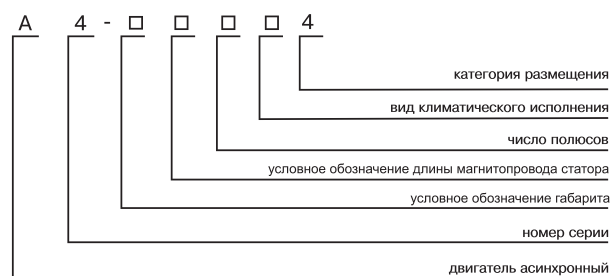 А 4 - □ □ □ □ 4
категория размещения
вид климатического исполнения
число полюсов
условное обозначение длины магнитопровода статора
условное обозначение габарита
номер серии
двигатель асинхронный